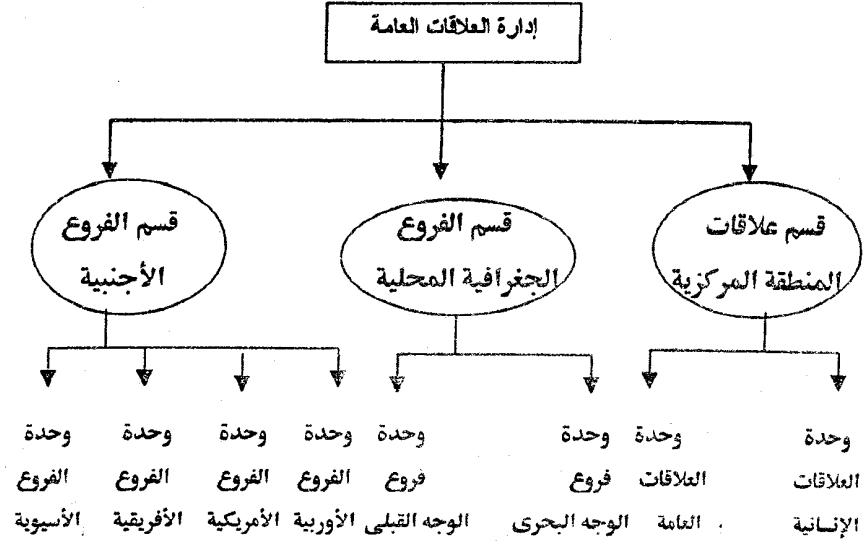 إدارة العلاقات العامة
قسم علاقات
المنطقة المركزية
قسم الفروع
الجغرافية المحلية
قسم الفروع
الأجنبية
وحدة
العلاقات
الإنسانية
وحدة
العلاقات
العامة
وحدة
فروع
الوجه البحرى
وحدة
فروع
الوجه القبلى
وحدة
الفروع
الأوربية
وحدة
الفروع
الأمريكية
وحدة
الفروع
الأفريقية
وحدة
الفروع
الأسيوية